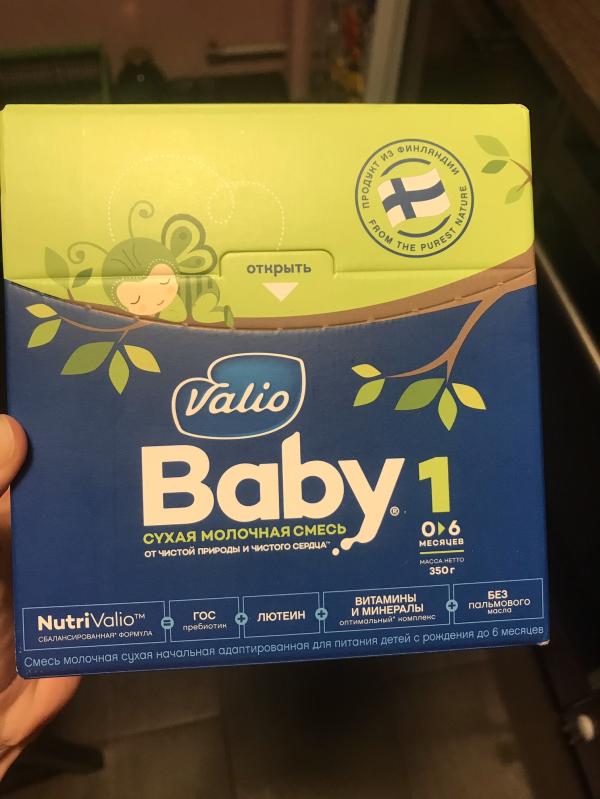 ПРОДУКТ ИЗ ФИНЛЯНДИИ
FROM THE PUREST NATURE
ОТКРЫТЬ
Valio
Baby® 1
СУХАЯ МОЛОЧНАЯ СМЕСЬ
ОТ ЧИСТОЙ ПРИРОДЫ И ЧИСТОГО СЕРДЦА™
0 6
МЕСЯЦЕВ
МАССА НЕТТО
350 г
NutriValio™
СБАЛАНСИРОВАННАЯ* ФОРМУЛА
=
ГОС
пребиотик
+
ЛЮТЕИН
+
ВИТАМИНЫ
И МИНЕРАЛЫ
оптимальный* комплекс
+
БЕЗ
пальмового
масла
Смесь молочная сухая начальная адаптированная для питания детей с рождения до 6 месяцев